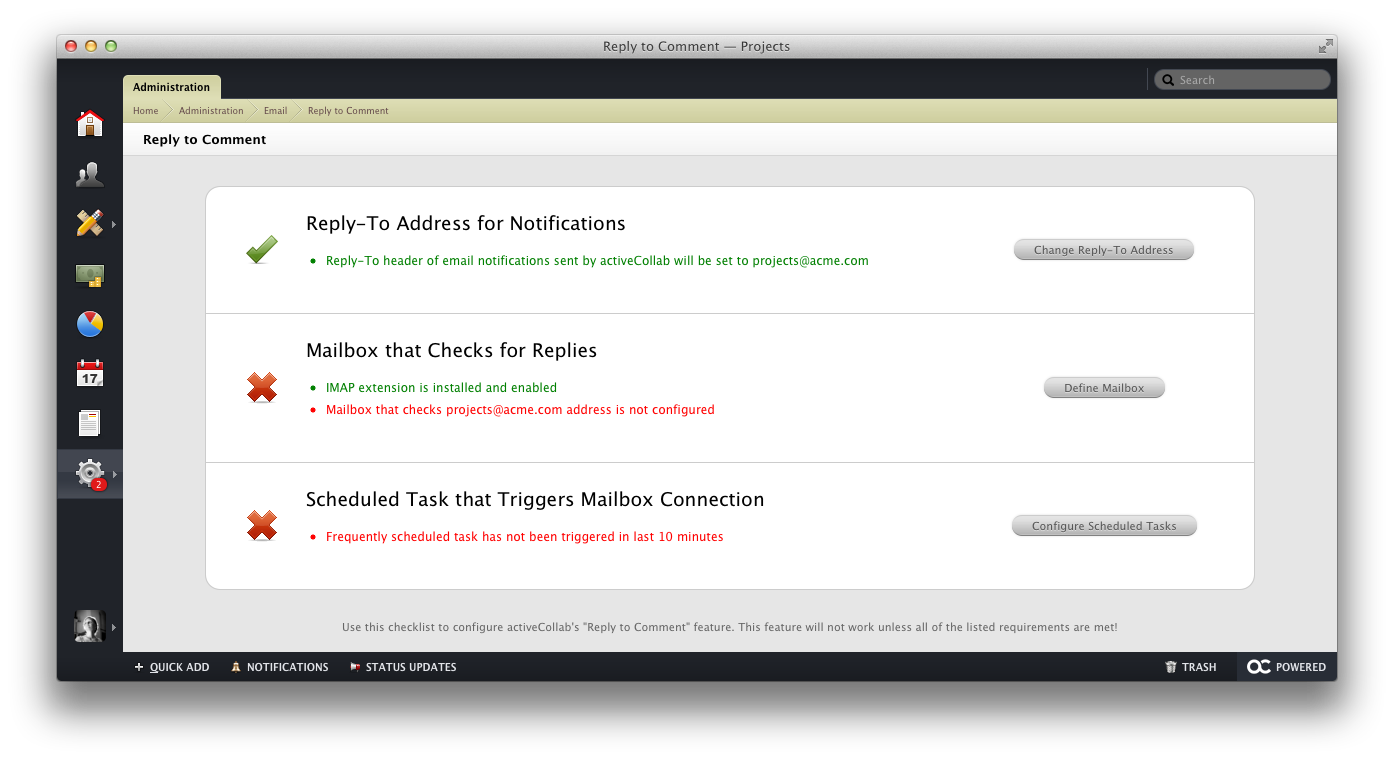 Reply to Comment — Projects
Search
Administration
Home Administration Email Reply to Comment
Reply to Comment
Reply-To Address for Notifications
Reply-To header of email notifications sent by activeCollab will be set to projects@acme.com
Change Reply-To Address
Mailbox that Checks for Replies
IMAP extension is installed and enabled
Mailbox that checks projects@acme.com address is not configured
Define Mailbox
17
2
Scheduled Task that Triggers Mailbox Connection
Frequently scheduled task has not been triggered in last 10 minutes
Configure Scheduled Tasks
Use this checklist to configure activeCollab's "Reply to Comment" feature. This feature will not work unless all of the listed requirements are met!
QUICK ADD NOTIFICATIONS STATUS UPDATES TRASH POWERED